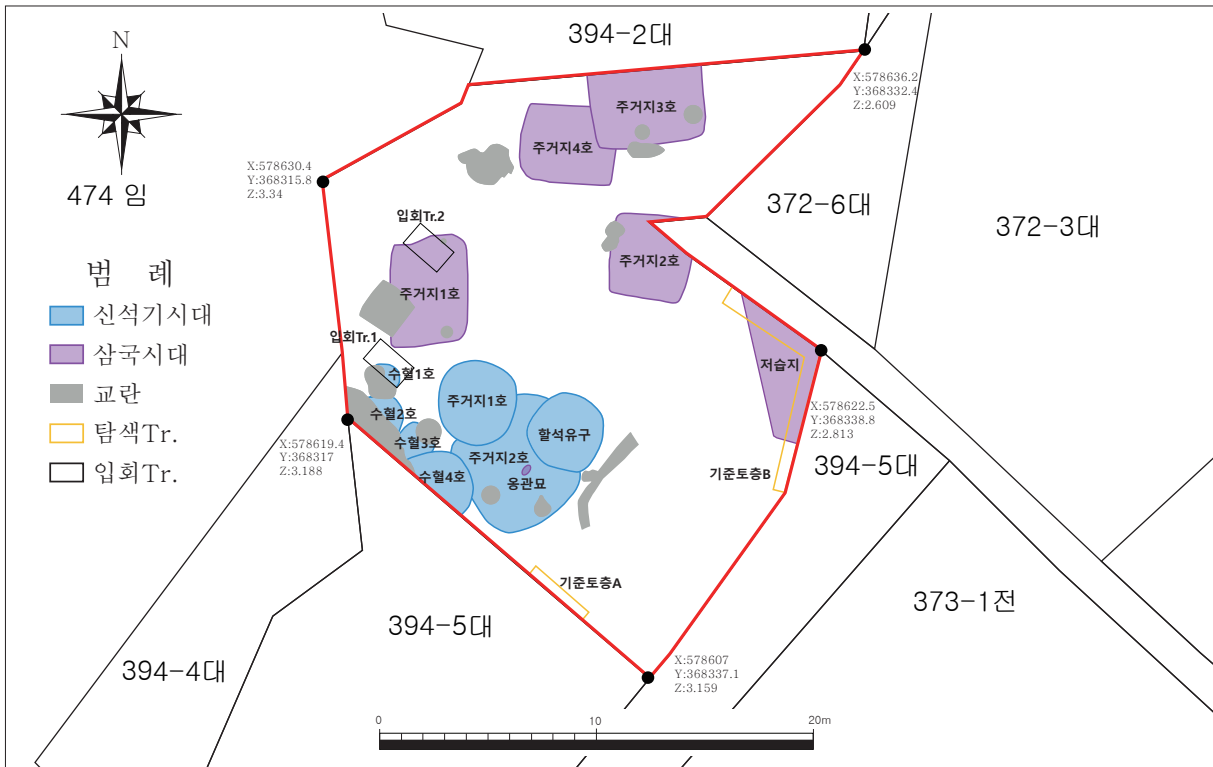 394-2대
N
X:578636.2
Y:368332.4
Z:2.609
주거지3호
주거지4호
X:578630.4
Y:368315.8
Z:3.34
474 임
372-6대
372-3대
입회Tr.2
주거지2호
주거지1호
범 례
신석기시대
삼국시대
교란
탐색Tr.
입회Tr.
입회Tr.1
저습지
수혈1호
주거지1호
수혈2호
할석유구
X:578622.5
Y:368338.8
Z:2.813
수혈3호
주거지2호
X:578619.4
Y:368317
Z:3.188
수혈4호
옹관묘
기준토층B
394-5대
기준토층A
373-1전
394-5대
394-4대
X:578607
Y:368337.1
Z:3.159
0 10 20m